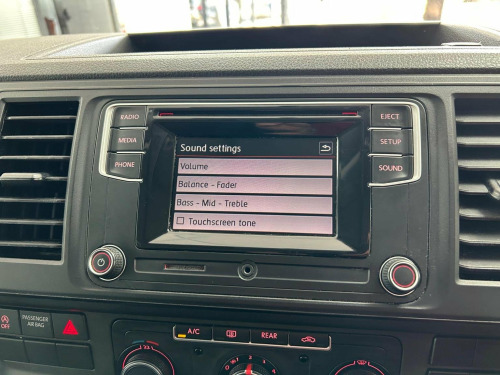 RADIO
EJECT
MEDIA
SETUP
PHONE
SOUND
Sound settings
Volume
Balance - Fader
Bass - Mid - Treble
Touchscreen tone
PASSENGER
AIR BAG
A/C
REAR
OFF